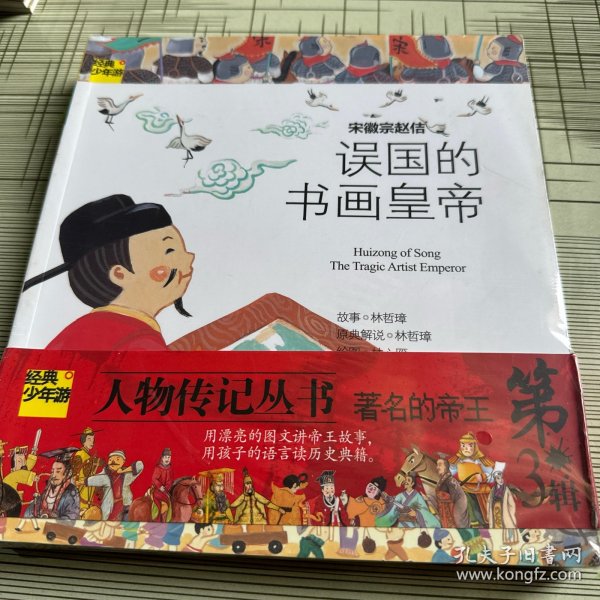 经典
少年游
宋
宋徽宗赵佶
误国的
书画皇帝
Huizong of Song
The Tragic Artist Emperor
故事 林哲璋
原典解说 林哲璋
经典
少年游
人物传记丛书
著名的帝王
第3辑
用漂亮的图文讲帝王故事，
用孩子的语言读历史典籍。
孔夫子旧书网
www.kongfz.com